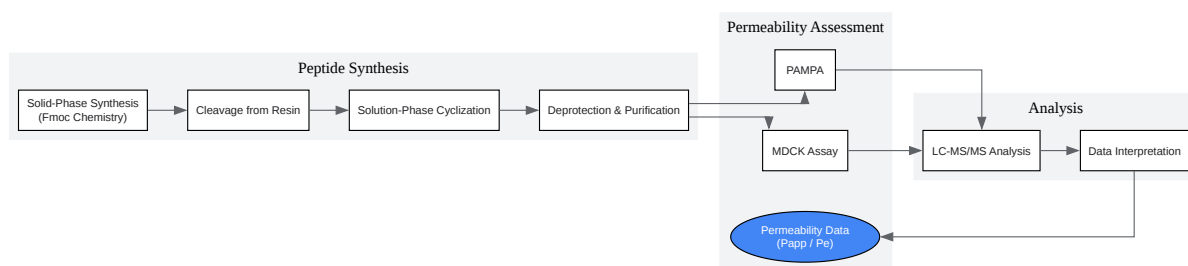 Peptide Synthesis
Solid-Phase Synthesis
(Fmoc Chemistry)
Cleavage from Resin
Solution-Phase Cyclization
Deprotection & Purification
Permeability Assessment
PAMPA
MDCK Assay
Permeability Data
(Papp / Pe)
Analysis
LC-MS/MS Analysis
Data Interpretation